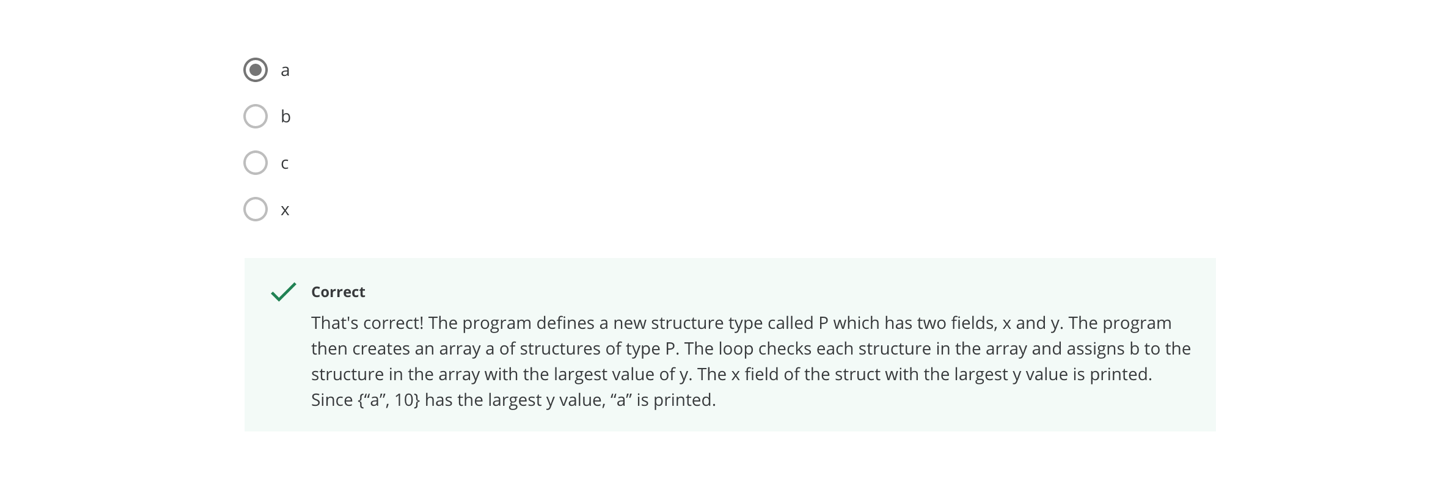 a
b
c
x
Correct
That's correct! The program defines a new structure type called P which has two fields, x and y. The program
then creates an array a of structures of type P. The loop checks each structure in the array and assigns b to the
structure in the array with the largest value of y. The x field of the struct with the largest y value is printed.
Since {“a”, 10} has the largest y value, “a” is printed.